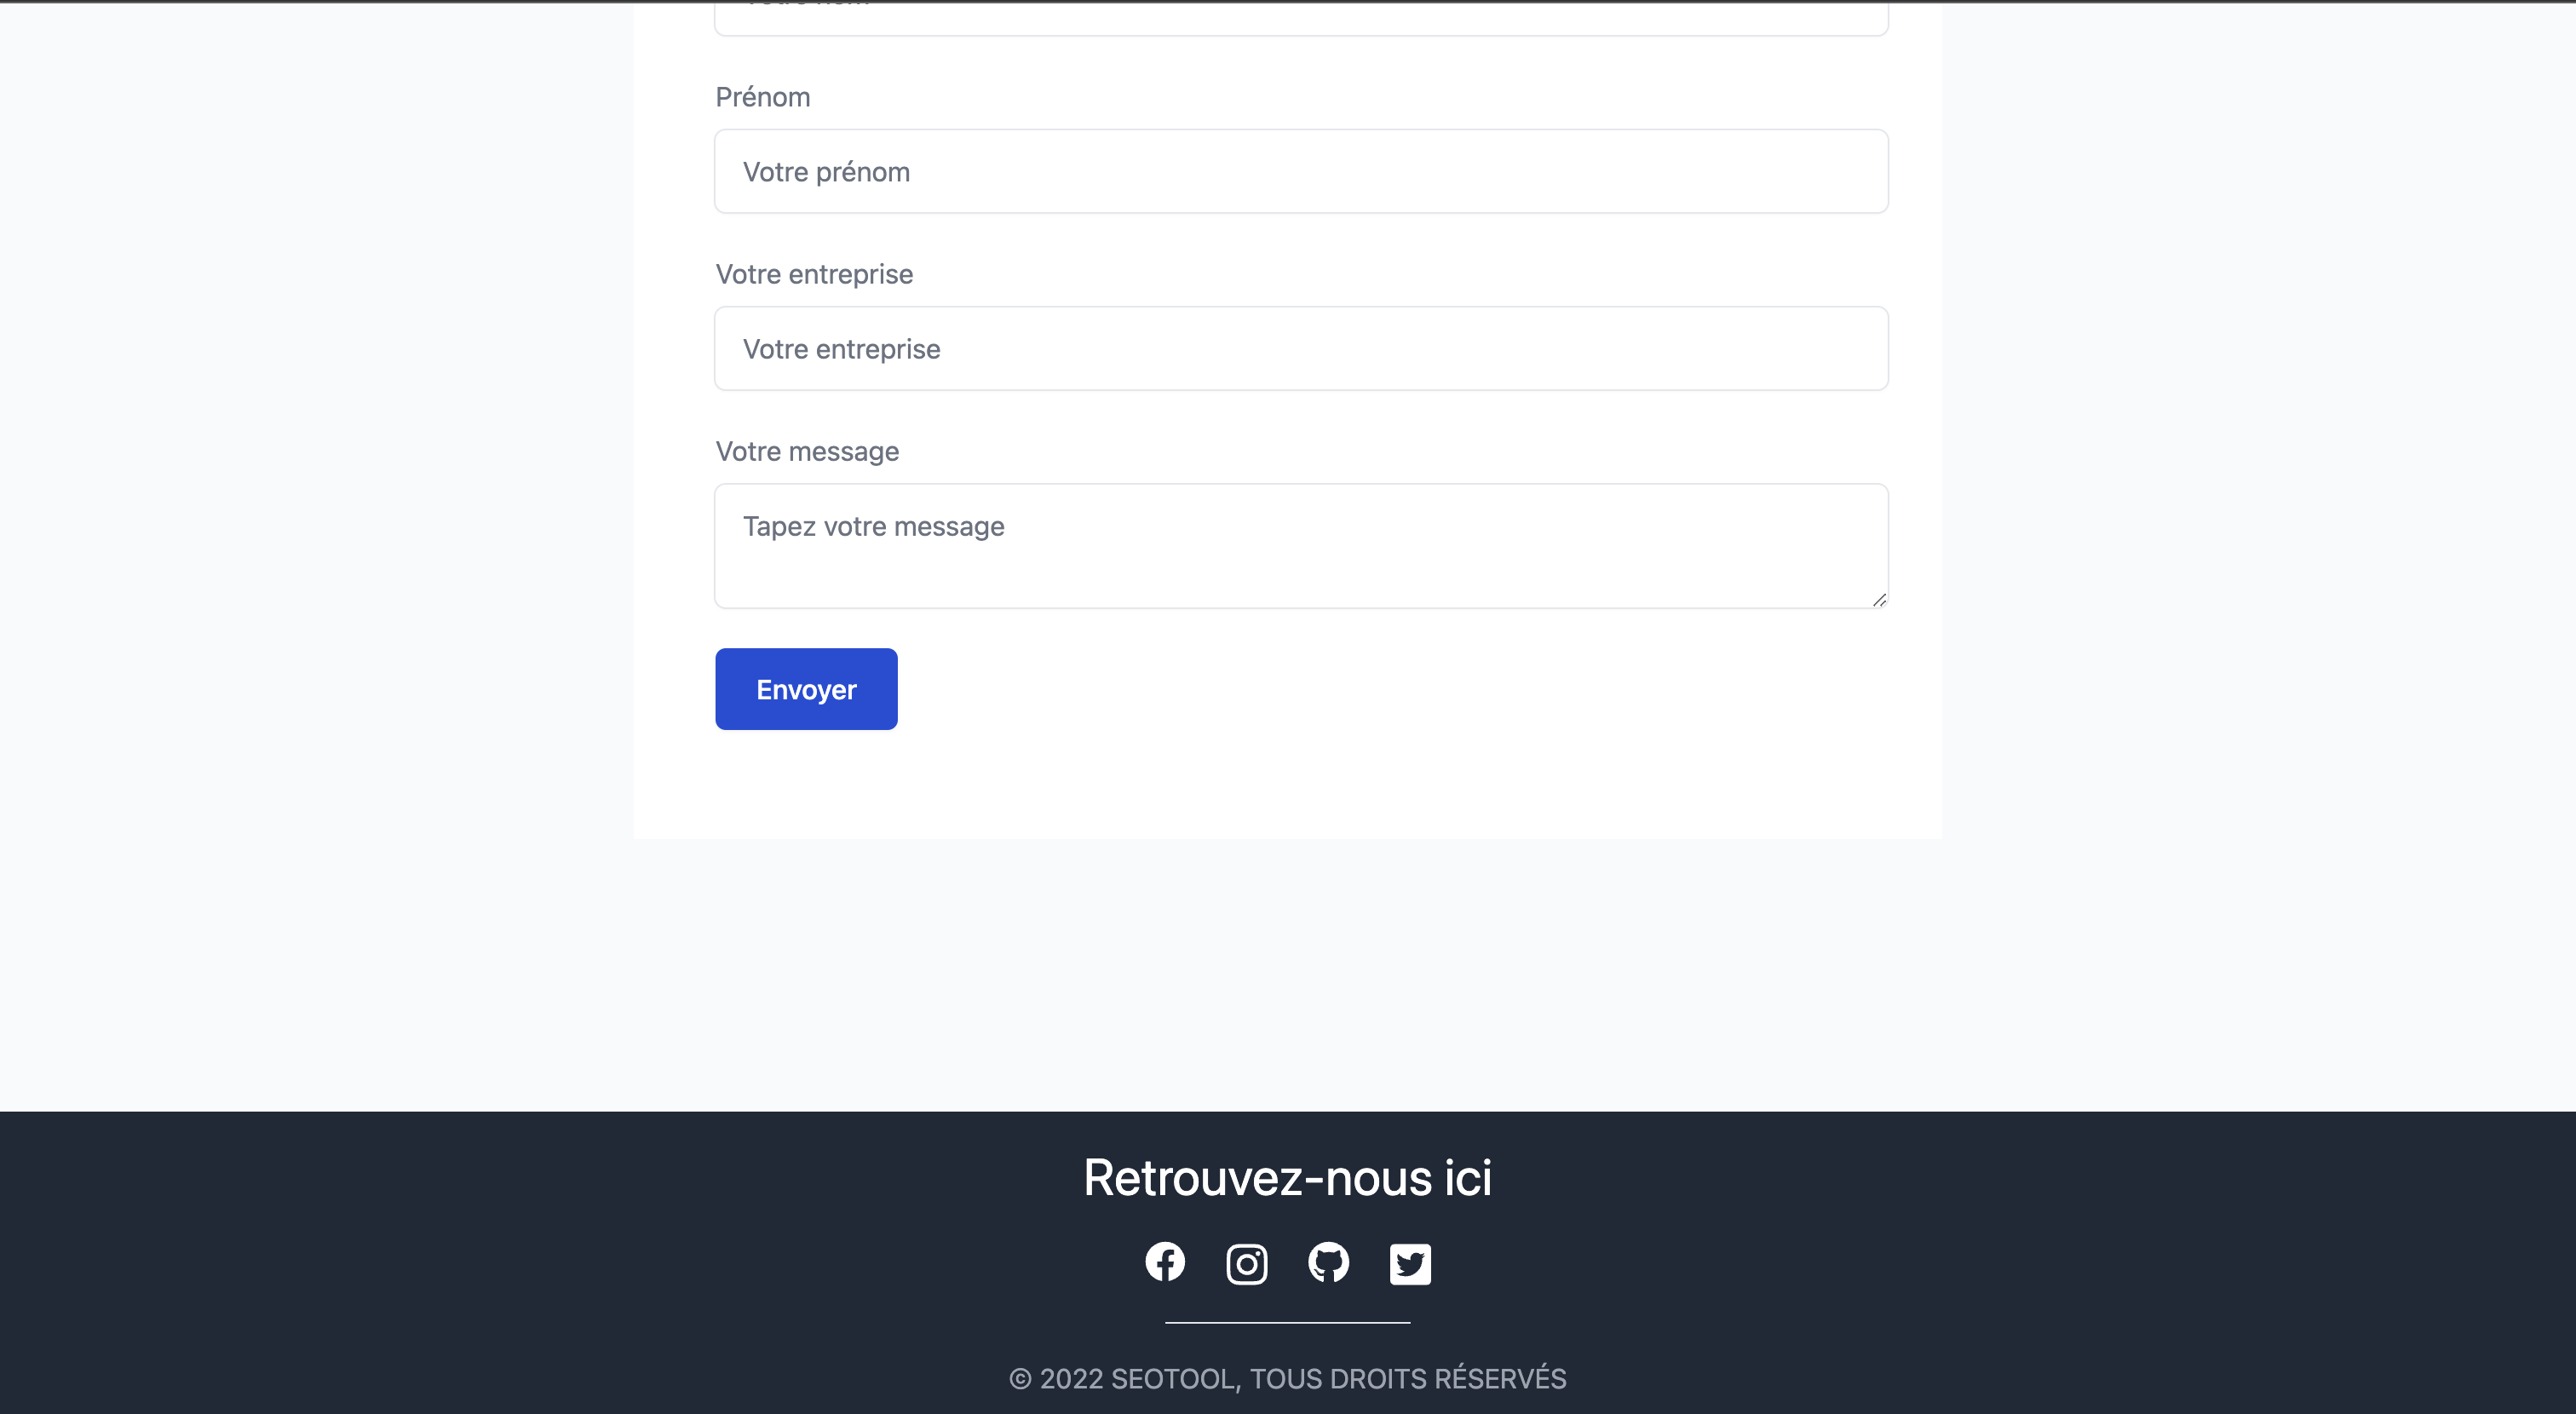 Prénom
Votre prénom
Votre entreprise
Votre entreprise
Votre message
Tapez votre message
Envoyer
Retrouvez-nous ici
© 2022 SEOTOOL, TOUS DROITS RÉSERVÉS